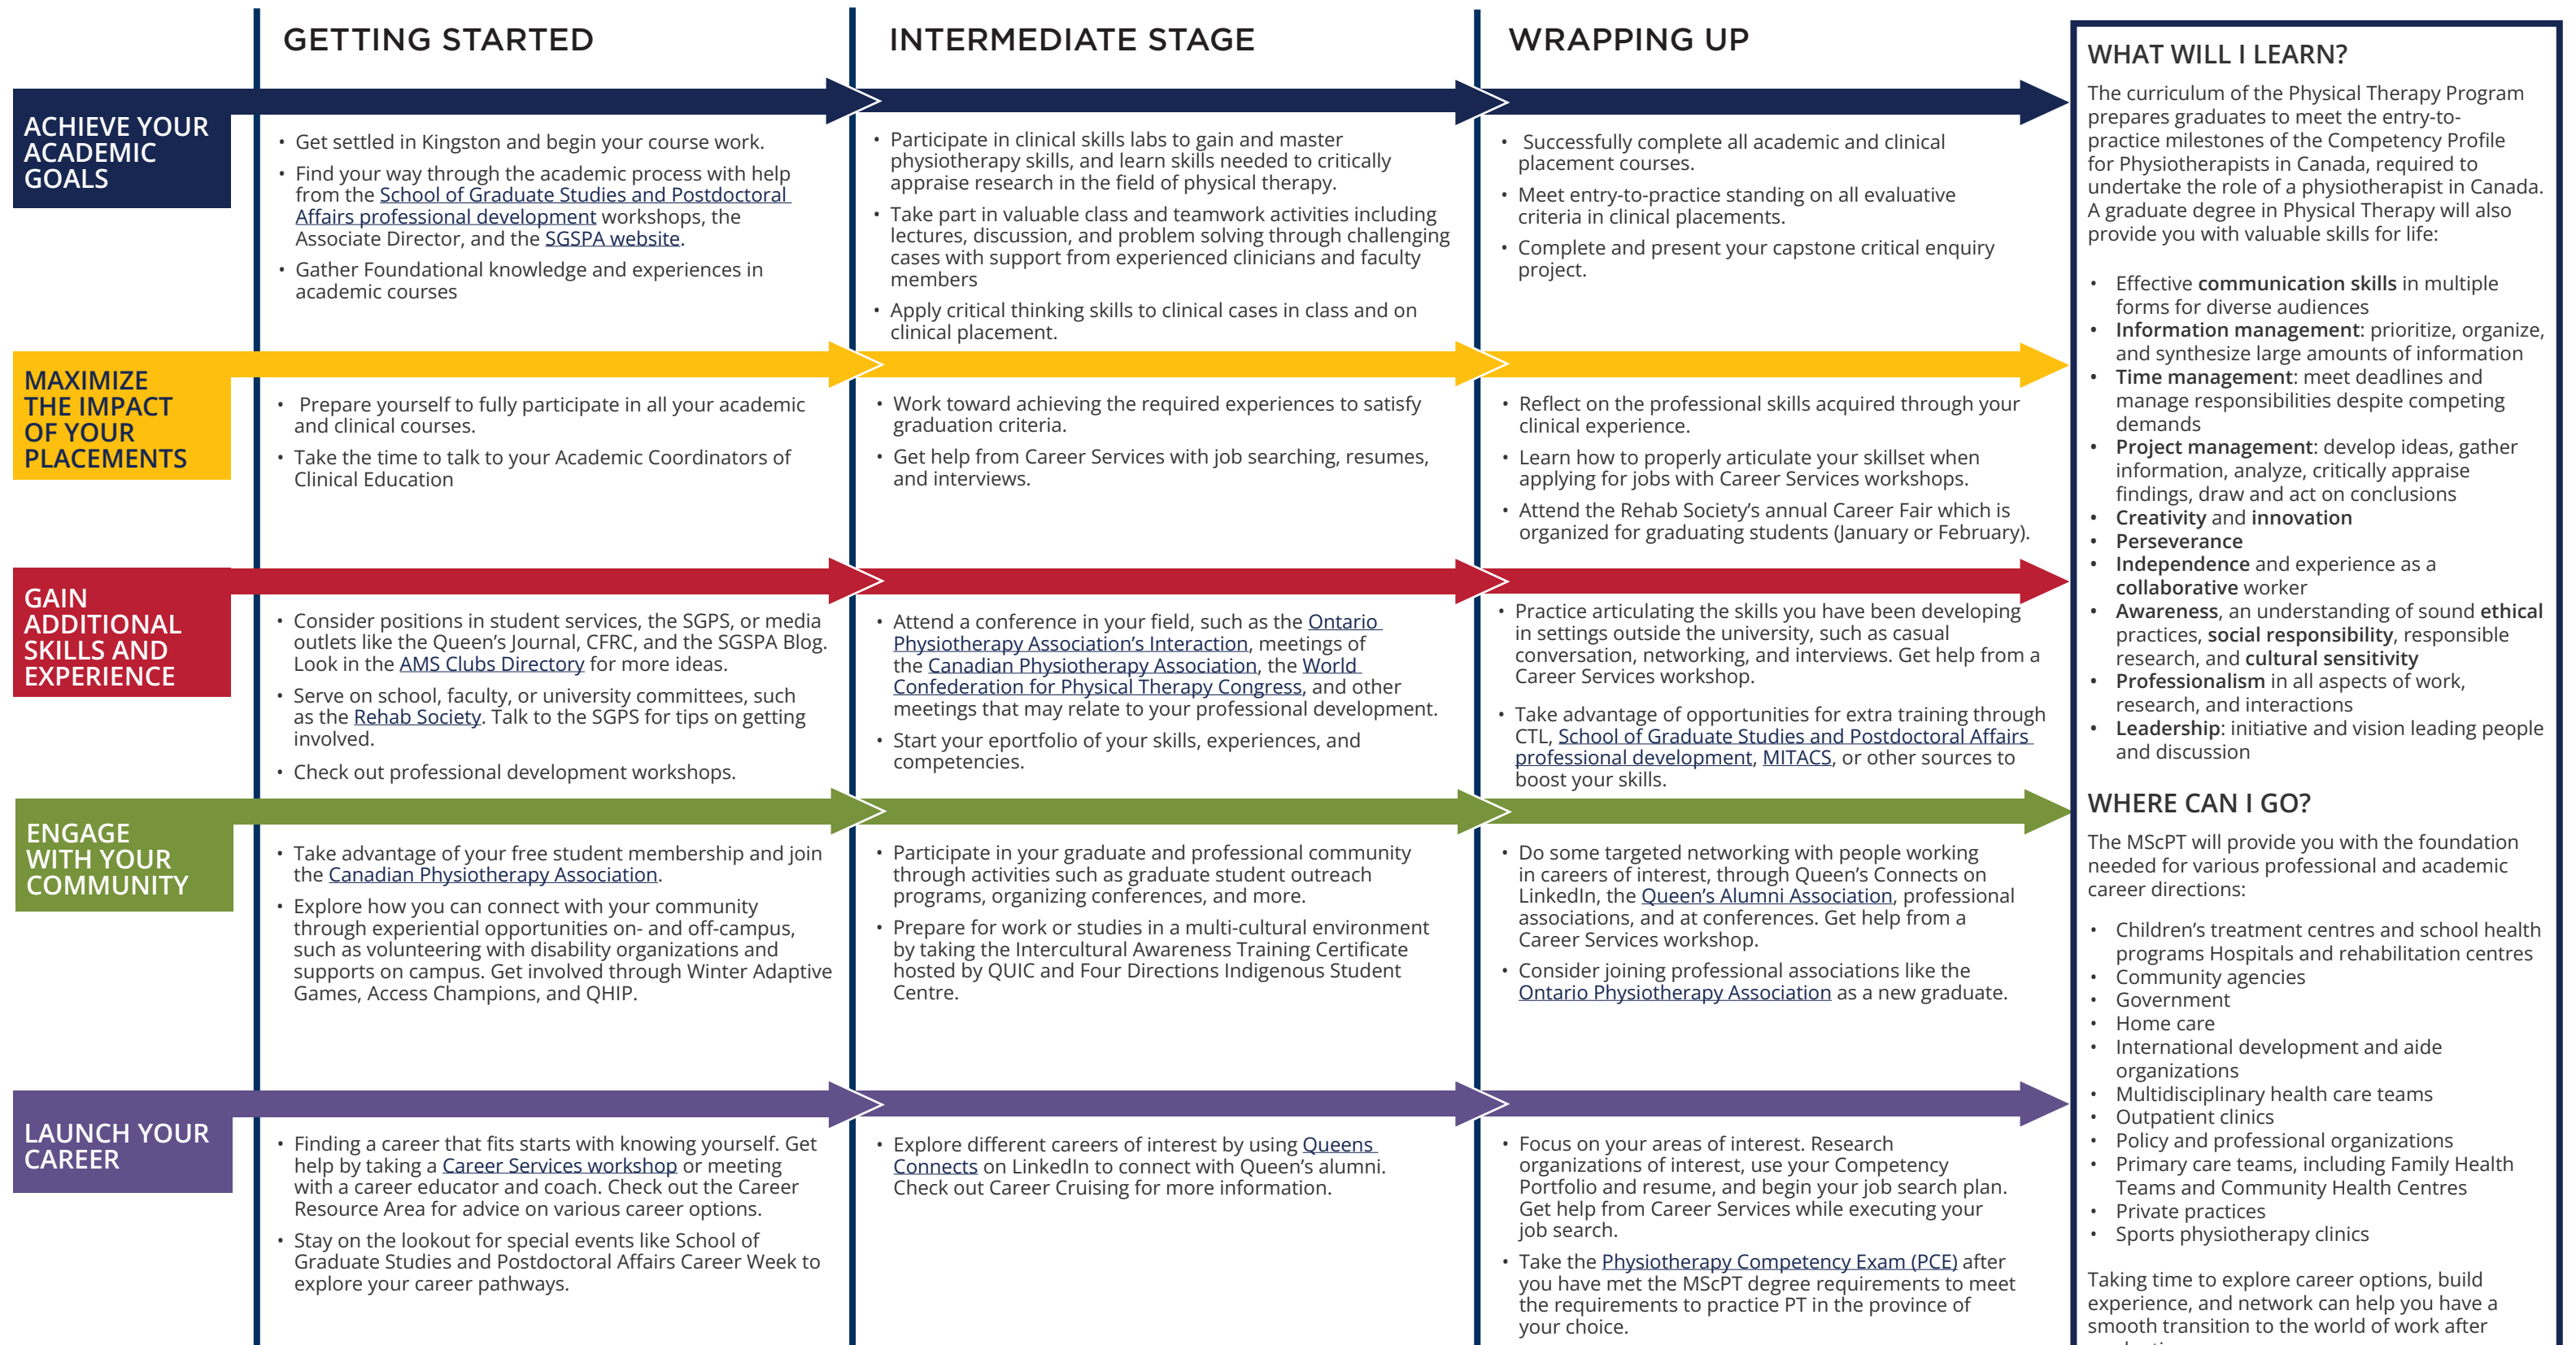 GETTING STARTED
INTERMEDIATE STAGE
WRAPPING UP
ACHIEVE YOUR
ACADEMIC
GOALS
• Get settled in Kingston and begin your course work.
• Find your way through the academic process with help
from the School of Graduate Studies and Postdoctoral
Affairs professional development workshops, the
Associate Director, and the SGSPA website.
• Gather Foundational knowledge and experiences in
academic courses
• Participate in clinical skills labs to gain and master
physiotherapy skills, and learn skills needed to critically
appraise research in the field of physical therapy.
• Take part in valuable class and teamwork activities including
lectures, discussion, and problem solving through challenging
cases with support from experienced clinicians and faculty
members
• Apply critical thinking skills to clinical cases in class and on
clinical placement.
• Successfully complete all academic and clinical
placement courses.
• Meet entry-to-practice standing on all evaluative
criteria in clinical placements.
• Complete and present your capstone critical enquiry
project.
MAXIMIZE
THE IMPACT
OF YOUR
PLACEMENTS
• Prepare yourself to fully participate in all your academic
and clinical courses.
• Take the time to talk to your Academic Coordinators of
Clinical Education
• Work toward achieving the required experiences to satisfy
graduation criteria.
• Get help from Career Services with job searching, resumes,
and interviews.
• Reflect on the professional skills acquired through your
clinical experience.
• Learn how to properly articulate your skillset when
applying for jobs with Career Services workshops.
• Attend the Rehab Society’s annual Career Fair which is
organized for graduating students (January or February).
GAIN
ADDITIONAL
SKILLS AND
EXPERIENCE
• Consider positions in student services, the SGPS, or media
outlets like the Queen’s Journal, CFRC, and the SGSPA Blog.
Look in the AMS Clubs Directory for more ideas.
• Serve on school, faculty, or university committees, such
as the Rehab Society. Talk to the SGPS for tips on getting
involved.
• Check out professional development workshops.
• Attend a conference in your field, such as the Ontario
Physiotherapy Association’s Interaction, meetings of
the Canadian Physiotherapy Association, the World
Confederation for Physical Therapy Congress, and other
meetings that may relate to your professional development.
• Start your eportfolio of your skills, experiences, and
competencies.
• Practice articulating the skills you have been developing
in settings outside the university, such as casual
conversation, networking, and interviews. Get help from a
Career Services workshop.
• Take advantage of opportunities for extra training through
CTL, School of Graduate Studies and Postdoctoral Affairs
professional development, MITACS, or other sources to
boost your skills.
ENGAGE
WITH YOUR
COMMUNITY
• Take advantage of your free student membership and join
the Canadian Physiotherapy Association.
• Explore how you can connect with your community
through experiential opportunities on- and off-campus,
such as volunteering with disability organizations and
supports on campus. Get involved through Winter Adaptive
Games, Access Champions, and QHIP.
• Participate in your graduate and professional community
through activities such as graduate student outreach
programs, organizing conferences, and more.
• Prepare for work or studies in a multi-cultural environment
by taking the Intercultural Awareness Training Certificate
hosted by QUIC and Four Directions Indigenous Student
Centre.
• Do some targeted networking with people working
in careers of interest, through Queen’s Connects on
LinkedIn, the Queen’s Alumni Association, professional
associations, and at conferences. Get help from a
Career Services workshop.
• Consider joining professional associations like the
Ontario Physiotherapy Association as a new graduate.
LAUNCH YOUR
CAREER
• Finding a career that fits starts with knowing yourself. Get
help by taking a Career Services workshop or meeting
with a career educator and coach. Check out the Career
Resource Area for advice on various career options.
• Stay on the lookout for special events like School of
Graduate Studies and Postdoctoral Affairs Career Week to
explore your career pathways.
• Explore different careers of interest by using Queens
Connects on LinkedIn to connect with Queen’s alumni.
Check out Career Cruising for more information.
• Focus on your areas of interest. Research
organizations of interest, use your Competency
Portfolio and resume, and begin your job search plan.
Get help from Career Services while executing your
job search.
• Take the Physiotherapy Competency Exam (PCE) after
you have met the MScPT degree requirements to meet
the requirements to practice PT in the province of
your choice.
WHAT WILL I LEARN?
The curriculum of the Physical Therapy Program
prepares graduates to meet the entry-to-
practice milestones of the Competency Profile
for Physiotherapists in Canada, required to
undertake the role of a physiotherapist in Canada.
A graduate degree in Physical Therapy will also
provide you with valuable skills for life:
• Effective communication skills in multiple
forms for diverse audiences
• Information management: prioritize, organize,
and synthesize large amounts of information
• Time management: meet deadlines and
manage responsibilities despite competing
demands
• Project management: develop ideas, gather
information, analyze, critically appraise
findings, draw and act on conclusions
• Creativity and innovation
• Perseverance
• Independence and experience as a
collaborative worker
• Awareness, an understanding of sound ethical
practices, social responsibility, responsible
research, and cultural sensitivity
• Professionalism in all aspects of work,
research, and interactions
• Leadership: initiative and vision leading people
and discussion
WHERE CAN I GO?
The MScPT will provide you with the foundation
needed for various professional and academic
career directions:
• Children’s treatment centres and school health
programs Hospitals and rehabilitation centres
• Community agencies
• Government
• Home care
• International development and aide
organizations
• Multidisciplinary health care teams
• Outpatient clinics
• Policy and professional organizations
• Primary care teams, including Family Health
Teams and Community Health Centres
• Private practices
• Sports physiotherapy clinics
Taking time to explore career options, build
experience, and network can help you have a
smooth transition to the world of work after